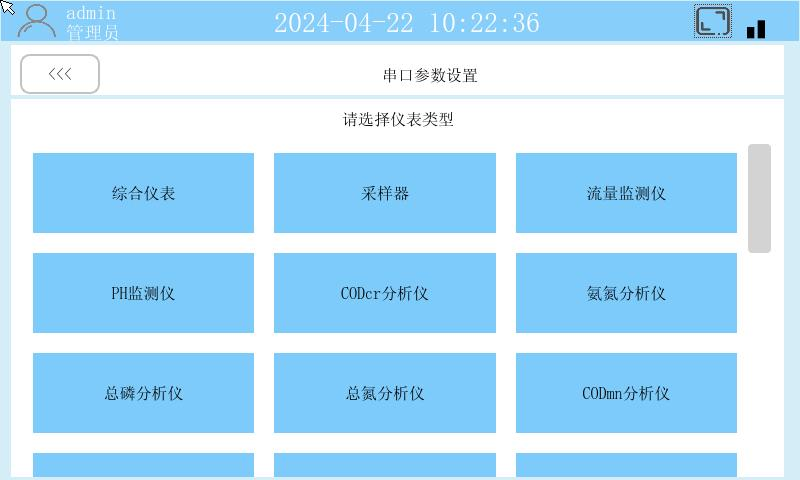 admin
管理员
2024-04-22 10:22:36
<<<
串口参数设置
请选择仪表类型
综合仪表
采样器
流量监测仪
PH监测仪
CODcr分析仪
氨氮分析仪
总磷分析仪
总氮分析仪
CODmn分析仪